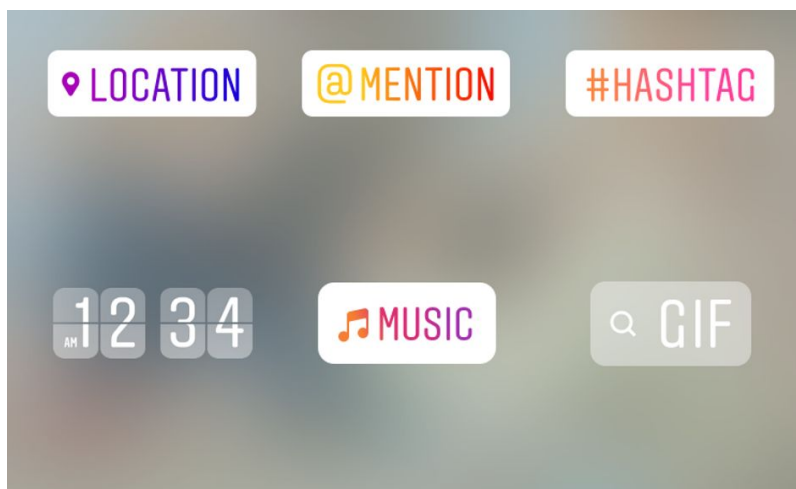 LOCATION
@MENTION
#HASHTAG
AM 12 34
MUSIC
GIF